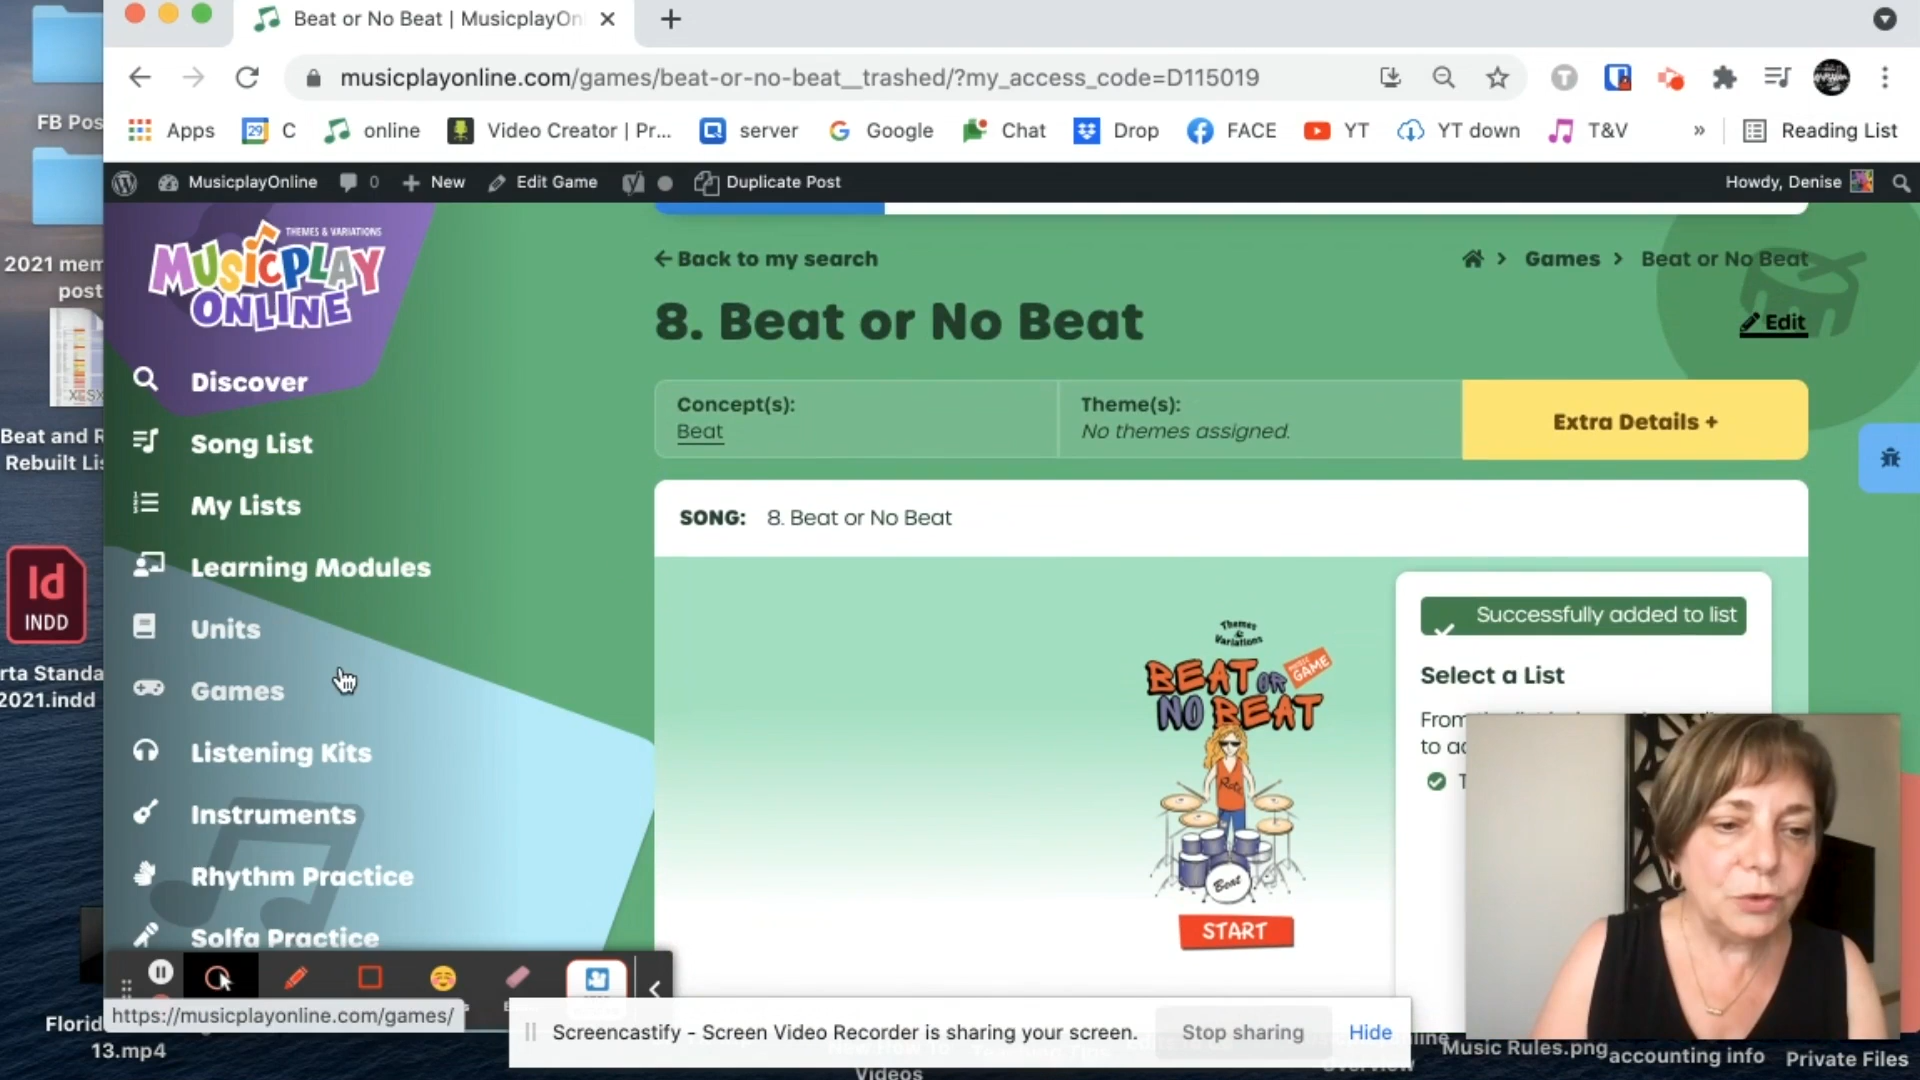 Beat or No Beat | MusicplayOn
musicplayonline.com/games/beat-or-no-beat__trashed/?my_access_code=D115019
Apps 29 C online Video Creator | Pr... server Google Chat Drop FACE YT YT down T&V » Reading List
MusicplayOnline 0 New Edit Game Duplicate Post Howdy, Denise
FB Pos
2021 mem
post
XLSX
Beat and R
Rebuilt Lis
Id
INDD
rta Standa
2021.indd
Florid
13.mp4
THEMES & VARIATIONS
MUSICPLAY
ONLINE
Discover
Song List
My Lists
Learning Modules
Units
Games
Listening Kits
Instruments
Rhythm Practice
Solfa Practice
Back to my search
Games > Beat or No Beat
8. Beat or No Beat
Edit
Concept(s):
Beat
Theme(s):
No themes assigned.
Extra Details +
SONG: 8. Beat or No Beat
Themes
&
Variations
BEAT OR
NO BEAT
MUSIC
GAME
Rote
Beat
START
Successfully added to list
Select a List
From
to
https://musicplayonline.com/games/
Screencastify - Screen Video Recorder is sharing your screen.
Stop sharing
Hide
Videos
Music Rules.png
accounting info
Private Files